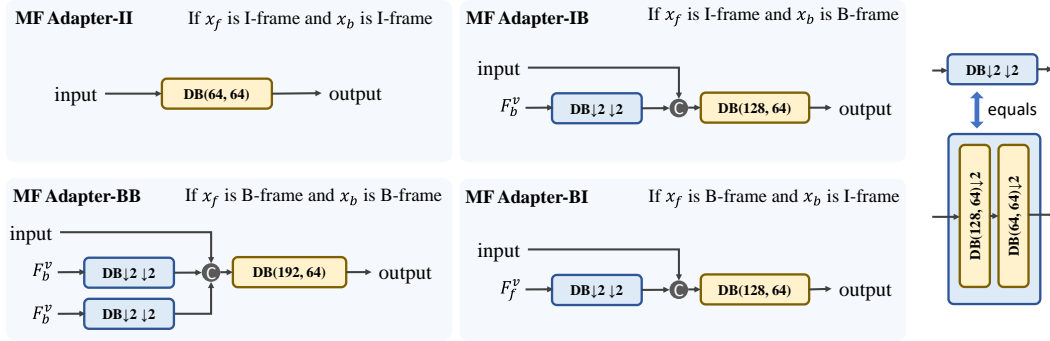 MF Adapter-II If x_f is I-frame and x_b is I-frame
input DB(64, 64) output
MF Adapter-IB If x_f is I-frame and x_b is B-frame
input
F_b^v DB↓2 ↓2 C DB(128, 64) output
MF Adapter-BB If x_f is B-frame and x_b is B-frame
input
F_b^v DB↓2 ↓2 C DB(192, 64) output
F_b^v DB↓2 ↓2
MF Adapter-BI If x_f is B-frame and x_b is I-frame
input
F_f^v DB↓2 ↓2 C DB(128, 64) output
DB↓2 ↓2
equals
DB(128, 64)↓2
DB(64, 64)↓2